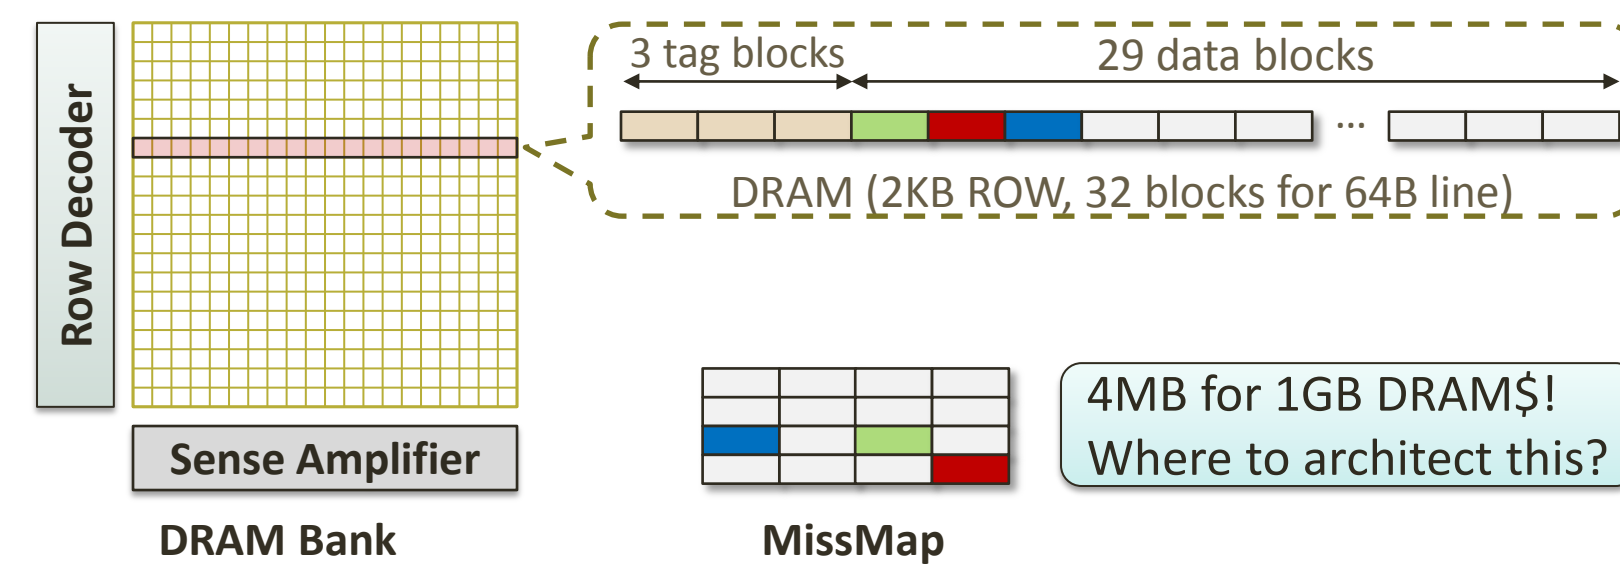 Row Decoder
3 tag blocks
29 data blocks
...
DRAM (2KB ROW, 32 blocks for 64B line)
Sense Amplifier
DRAM Bank
MissMap
4MB for 1GB DRAM$!
Where to architect this?